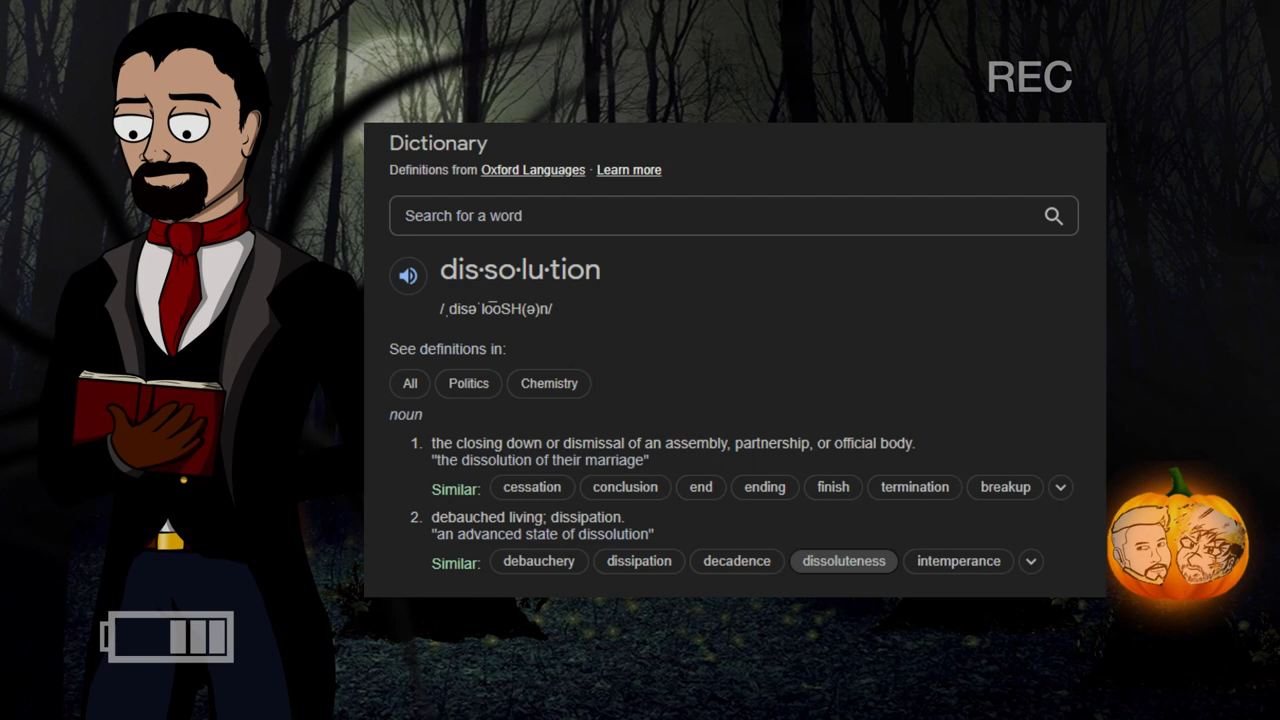 REC
Dictionary
Definitions from Oxford Languages · Learn more
Search for a word
dis·so·lu·tion
/ˌdisəˈlo͞oSH(ə)n/
See definitions in:
All Politics Chemistry
noun
1. the closing down or dismissal of an assembly, partnership, or official body.
"the dissolution of their marriage"
Similar: cessation conclusion end ending finish termination breakup
2. debauched living; dissipation.
"an advanced state of dissolution"
Similar: debauchery dissipation decadence dissoluteness intemperance